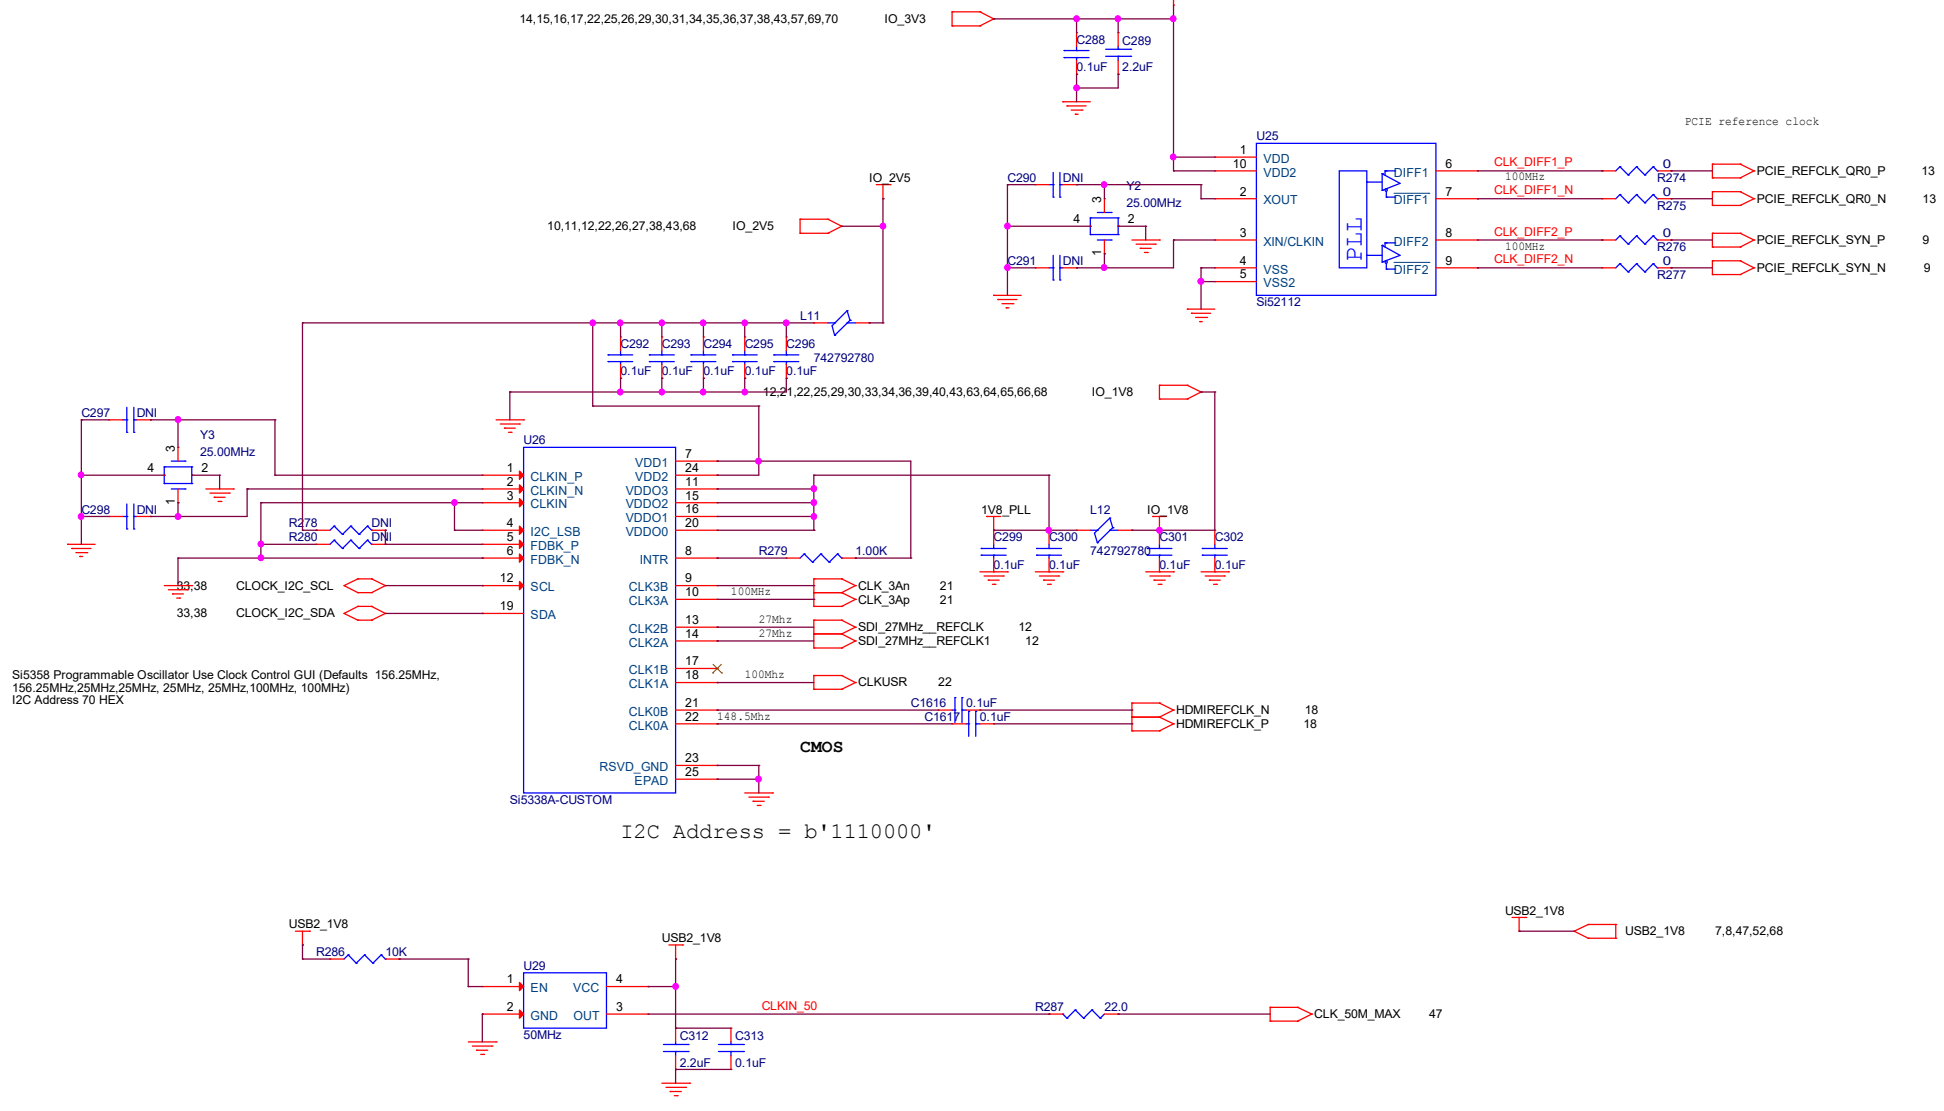 14,15,16,17,22,25,26,29,30,31,34,35,36,37,38,43,57,69,70 IO_3V3
C288 C289
0.1uF 2.2uF
PCIE reference clock
U25
1 VDD
10 VDD2
2 XOUT
3 XIN/CLKIN
4 VSS
5 VSS2
PLL
DIFF1 6 CLK_DIFF1_P 0 PCIE_REFCLK_QR0_P 13
100MHz R274
DIFF1 7 CLK_DIFF1_N 0 PCIE_REFCLK_QR0_N 13
R275
DIFF2 8 CLK_DIFF2_P 0 PCIE_REFCLK_SYN_P 9
100MHz R276
DIFF2 9 CLK_DIFF2_N 0 PCIE_REFCLK_SYN_N 9
R277
Si52112
C290 DNI
Y2
25.00MHz
3
4 2
1
C291 DNI
IO_2V5
10,11,12,22,26,27,38,43,68 IO_2V5
L11
742792780
C292 C293 C294 C295 C296
0.1uF 0.1uF 0.1uF 0.1uF 0.1uF
12,21,22,25,29,30,33,34,36,39,40,43,63,64,65,66,68 IO_1V8
C297 DNI
Y3
25.00MHz
3
4 2
1
C298 DNI
R278 DNI
R280 DNI
33,38 CLOCK_I2C_SCL
33,38 CLOCK_I2C_SDA
U26
1 CLKIN_P
2 CLKIN_N
3 CLKIN
4 I2C_LSB
5 FDBK_P
6 FDBK_N
12 SCL
19 SDA
VDD1 7
VDD2 24
VDDO3 11
VDDO2 15
VDDO1 16
VDDO0 20
INTR 8 R279 1.00K
CLK3B 9 CLK_3An 21
100MHz
CLK3A 10 CLK_3Ap 21
CLK2B 13 27Mhz SDI_27MHz__REFCLK 12
CLK2A 14 27Mhz SDI_27MHz__REFCLK1 12
CLK1B 17
CLK1A 18 100Mhz CLKUSR 22
CLK0B 21 C1616 0.1uF HDMIREFCLK_N 18
CLK0A 22 148.5Mhz C1617 0.1uF HDMIREFCLK_P 18
CMOS
RSVD_GND 23
EPAD 25
Si5338A-CUSTOM
1V8_PLL L12 IO_1V8
742792780
C299 C300 C301 C302
0.1uF 0.1uF 0.1uF 0.1uF
Si5358 Programmable Oscillator Use Clock Control GUI (Defaults 156.25MHz,
156.25MHz,25MHz,25MHz, 25MHz, 25MHz,100MHz, 100MHz)
I2C Address 70 HEX
I2C Address = b'1110000'
USB2_1V8
R286 10K
USB2_1V8
U29
1 EN VCC 4
2 GND OUT 3
50MHz
CLKIN_50
R287 22.0
CLK_50M_MAX 47
C312 C313
2.2uF 0.1uF
USB2_1V8
USB2_1V8 7,8,47,52,68